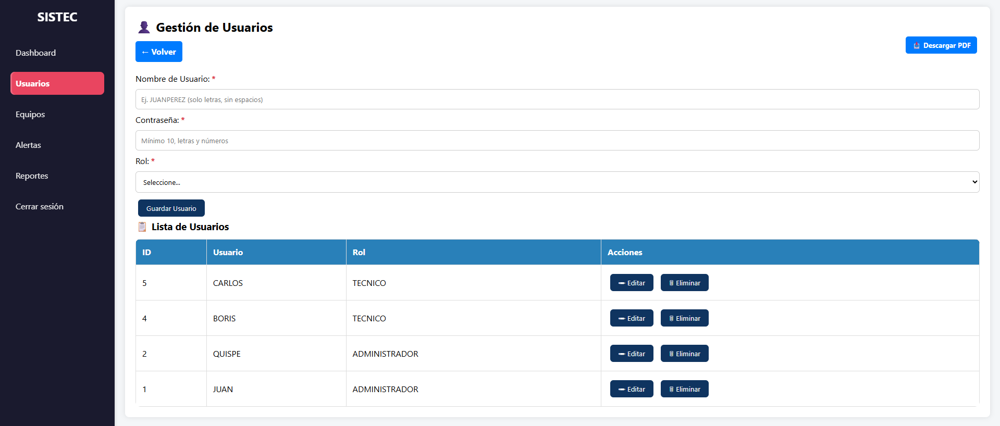 SISTEC
Dashboard
Usuarios
Equipos
Alertas
Reportes
Cerrar sesión
Gestión de Usuarios
← Volver
Descargar PDF
Nombre de Usuario: *
Ej. JUANPEREZ (solo letras, sin espacios)
Contraseña: *
Mínimo 10, letras y números
Rol: *
Seleccione...
Guardar Usuario
Lista de Usuarios
ID Usuario Rol Acciones
5 CARLOS TECNICO Editar Eliminar
4 BORIS TECNICO Editar Eliminar
2 QUISPE ADMINISTRADOR Editar Eliminar
1 JUAN ADMINISTRADOR Editar Eliminar